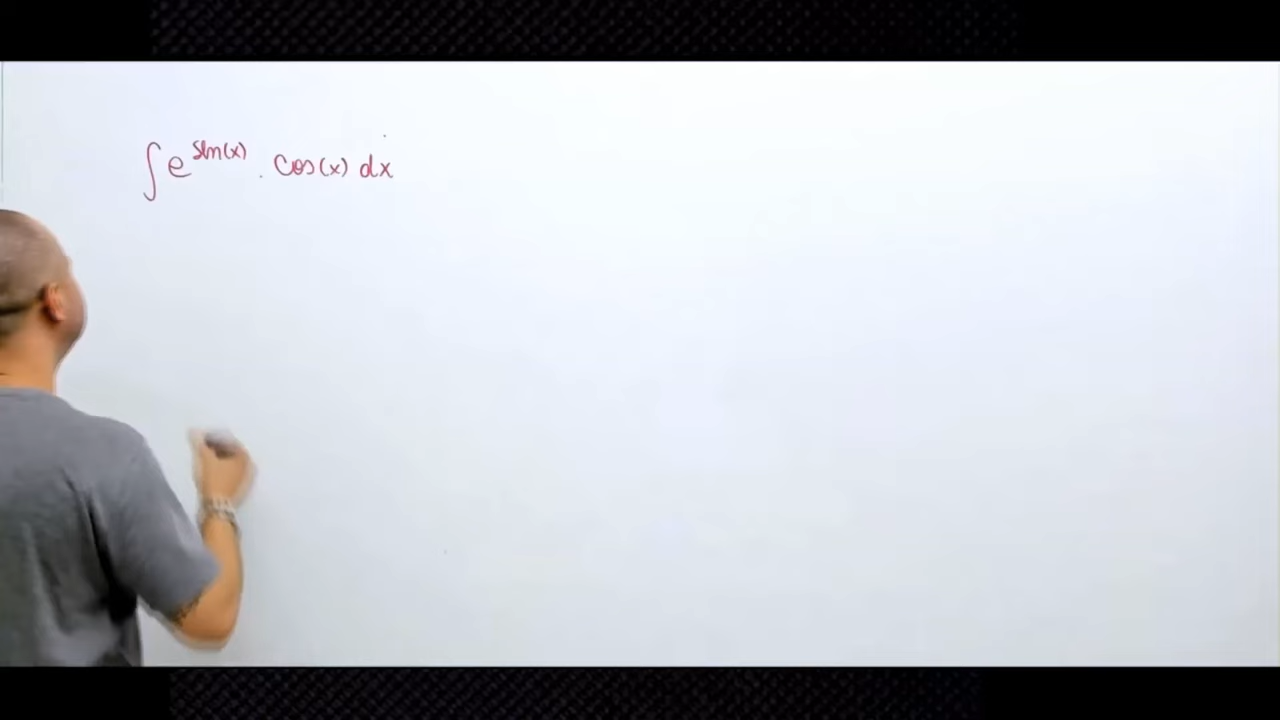 ∫e^sin(x) . cos(x) dx